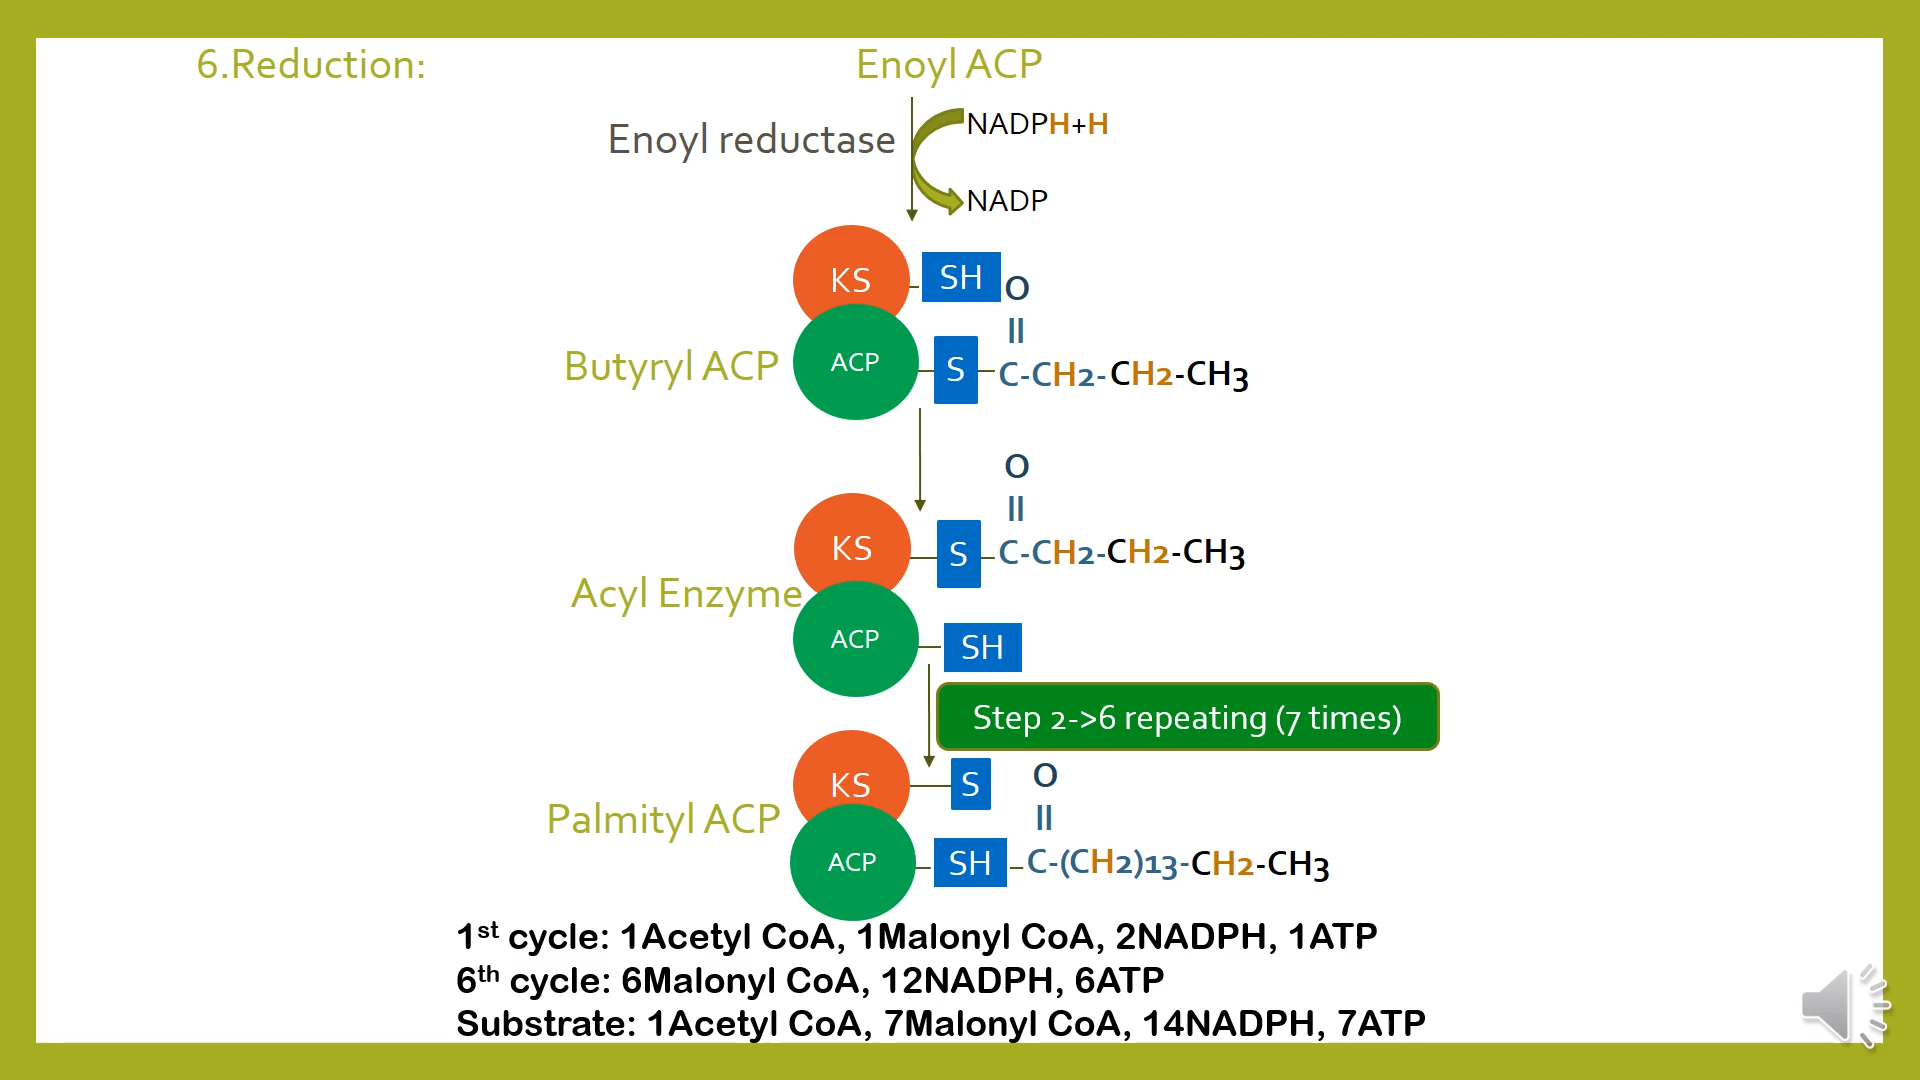 6.Reduction:
Enoyl ACP
NADPH+H
Enoyl reductase
NADP
KS
SH
O
II
Butyryl ACP
ACP
S
C-CH2-CH2-CH3
O
II
KS
S
C-CH2-CH2-CH3
Acyl Enzyme
ACP
SH
Step 2->6 repeating (7 times)
KS
S
O
II
Palmityl ACP
ACP
SH
C-(CH2)13-CH2-CH3
1st cycle: 1Acetyl CoA, 1Malonyl CoA, 2NADPH, 1ATP
6th cycle: 6Malonyl CoA, 12NADPH, 6ATP
Substrate: 1Acetyl CoA, 7Malonyl CoA, 14NADPH, 7ATP